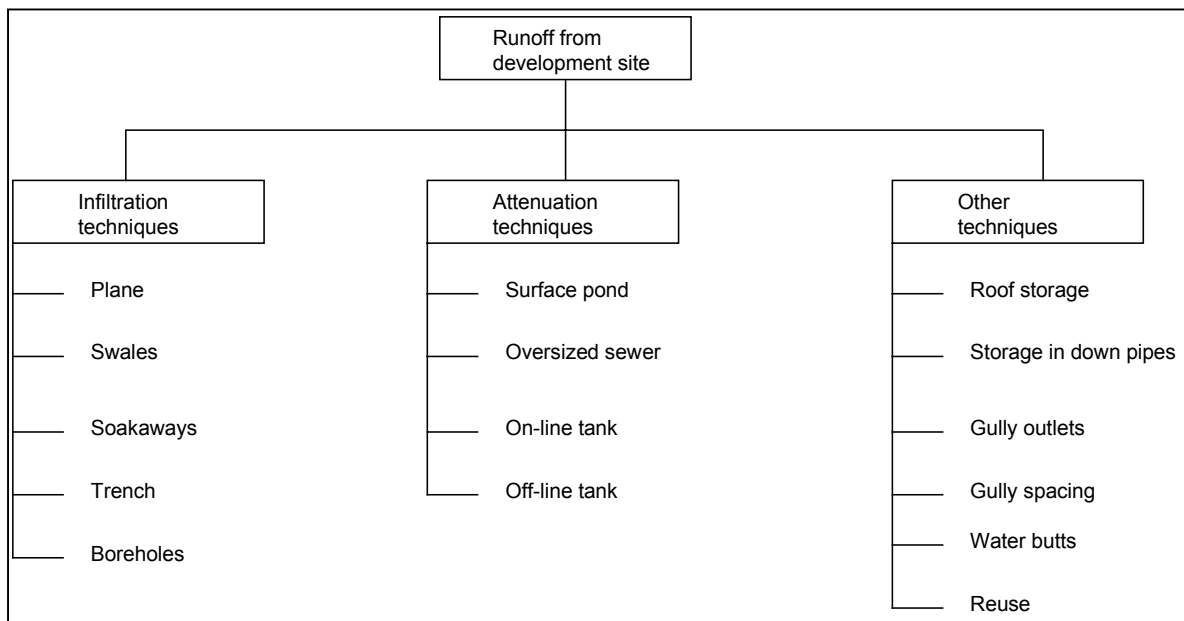 Runoff from
development site
Infiltration
techniques
Plane
Swales
Soakaways
Trench
Boreholes
Attenuation
techniques
Surface pond
Oversized sewer
On-line tank
Off-line tank
Other
techniques
Roof storage
Storage in down pipes
Gully outlets
Gully spacing
Water butts
Reuse